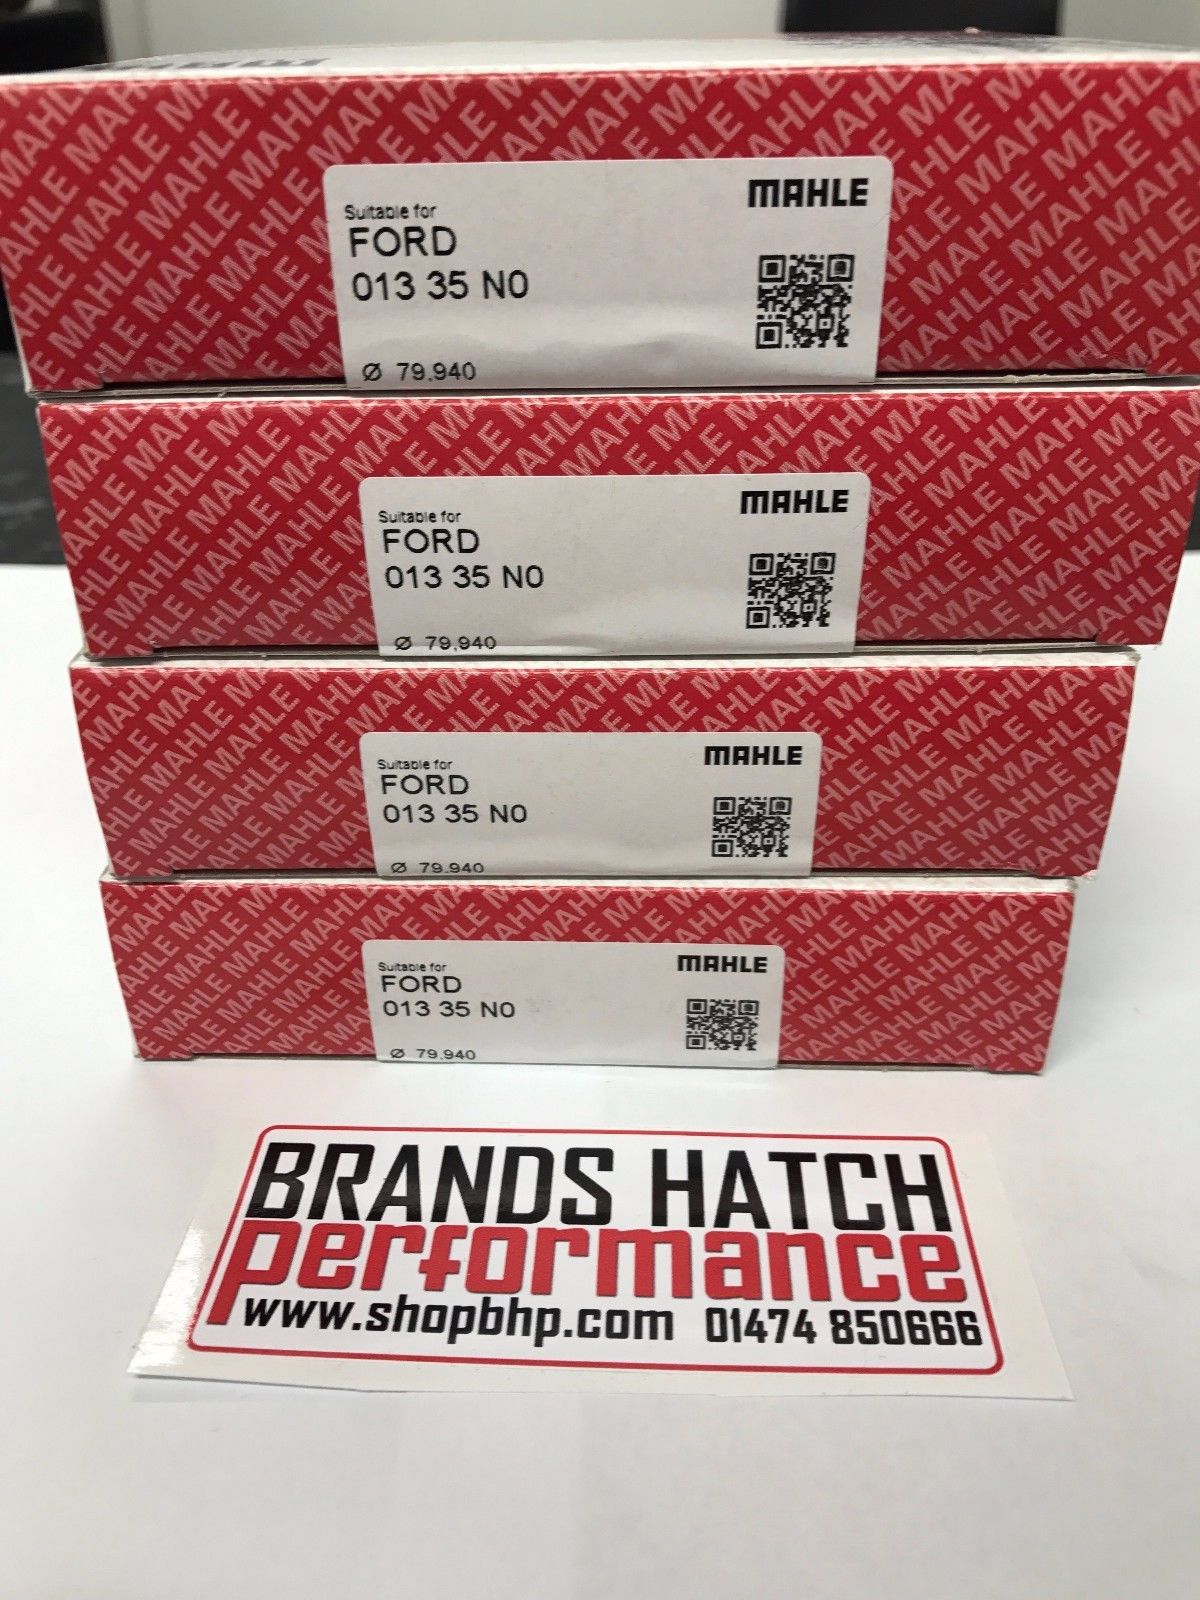 MAHLE
Suitable for
FORD
013 35 N0
Ø 79.940
MAHLE
Suitable for
FORD
013 35 N0
Ø 79.940
MAHLE
Suitable for
FORD
013 35 N0
Ø 79.940
MAHLE
Suitable for
FORD
013 35 N0
Ø 79.940
BRANDS HATCH
performance
www.shopbhp.com 01474 850666